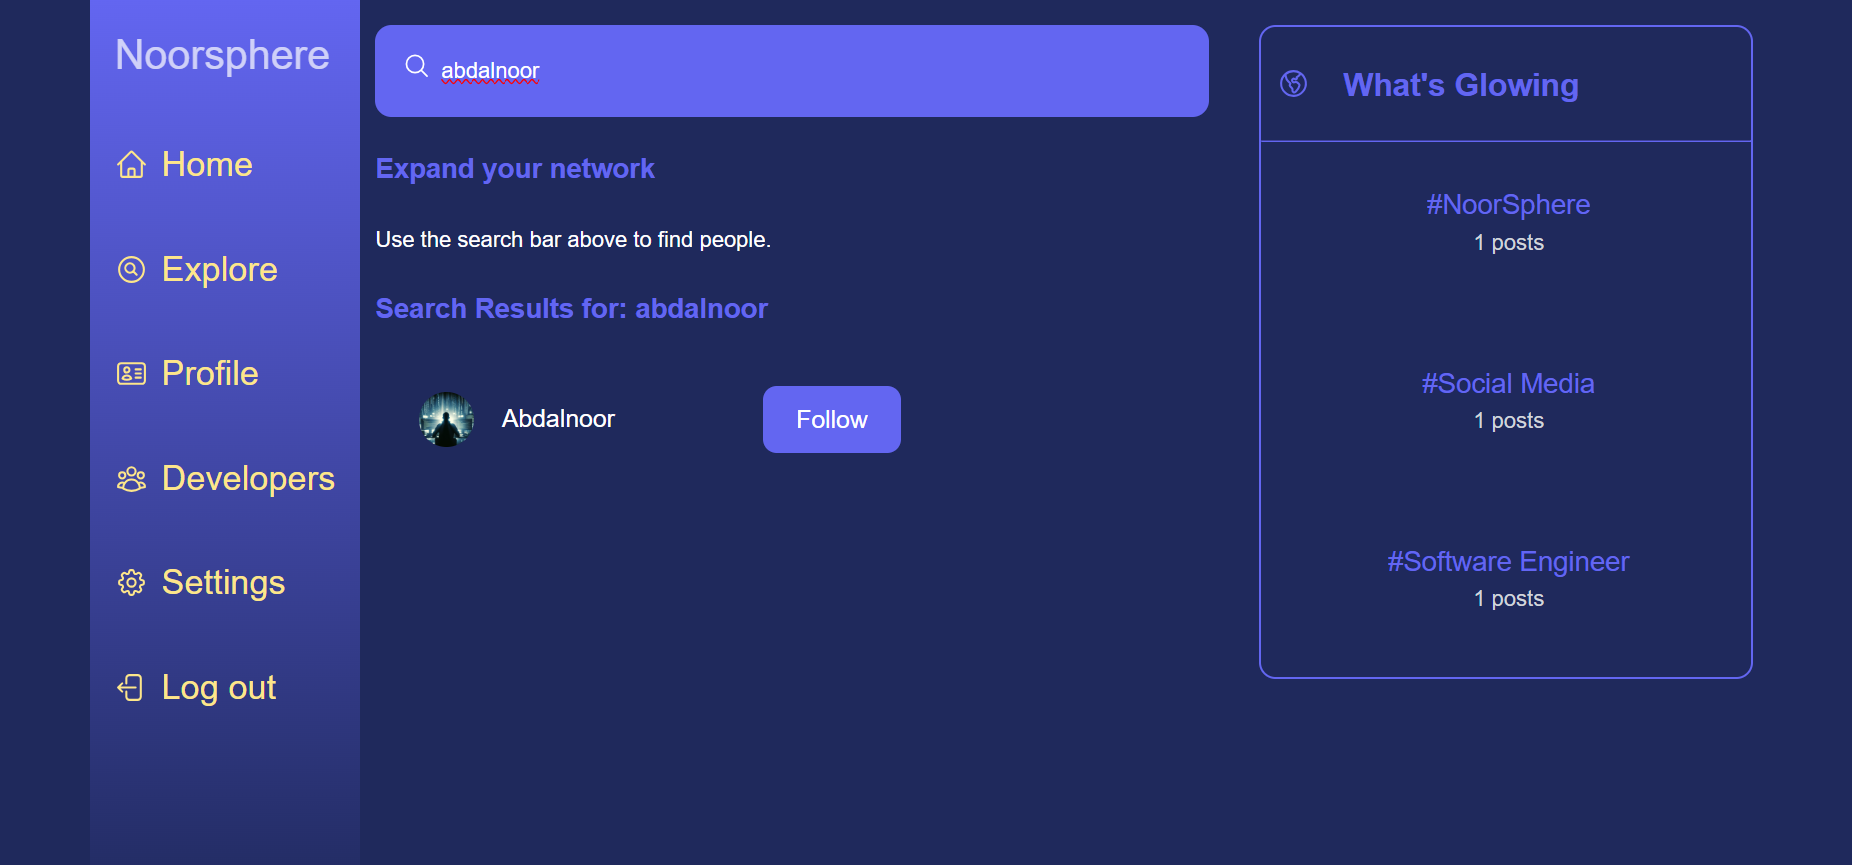 Noorsphere
Home
Explore
Profile
Developers
Settings
Log out
abdalnoor
Expand your network
Use the search bar above to find people.
Search Results for: abdalnoor
Abdalnoor
Follow
What's Glowing
#NoorSphere
1 posts
#Social Media
1 posts
#Software Engineer
1 posts